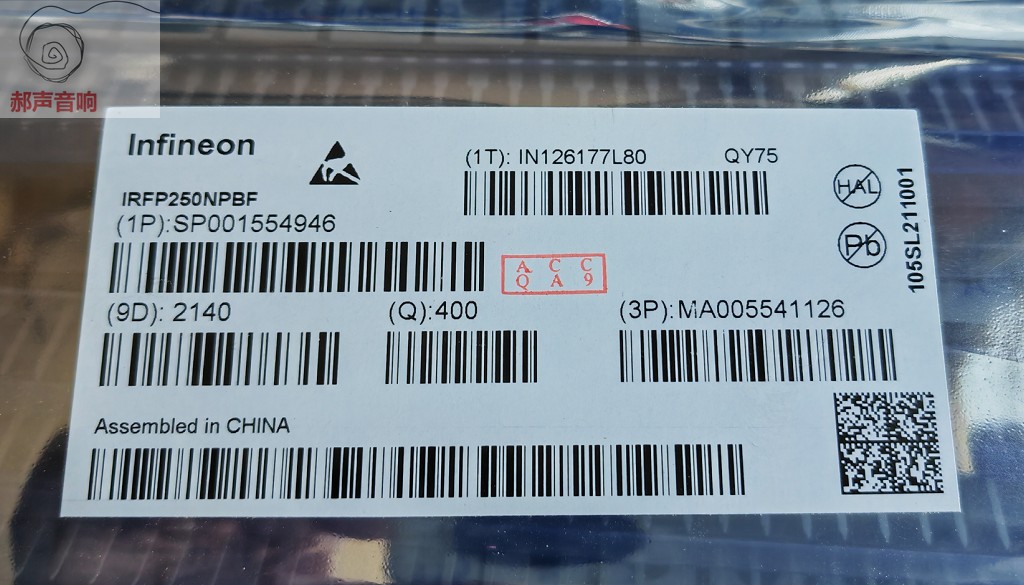 郝声音响
Infineon
IRFP250NPBF
(1P):SP001554946
(1T): IN126177L80 QY75
HAL
Pb
105SL211001
A C C
Q A 9
(9D): 2140
(Q):400
(3P):MA005541126
Assembled in CHINA